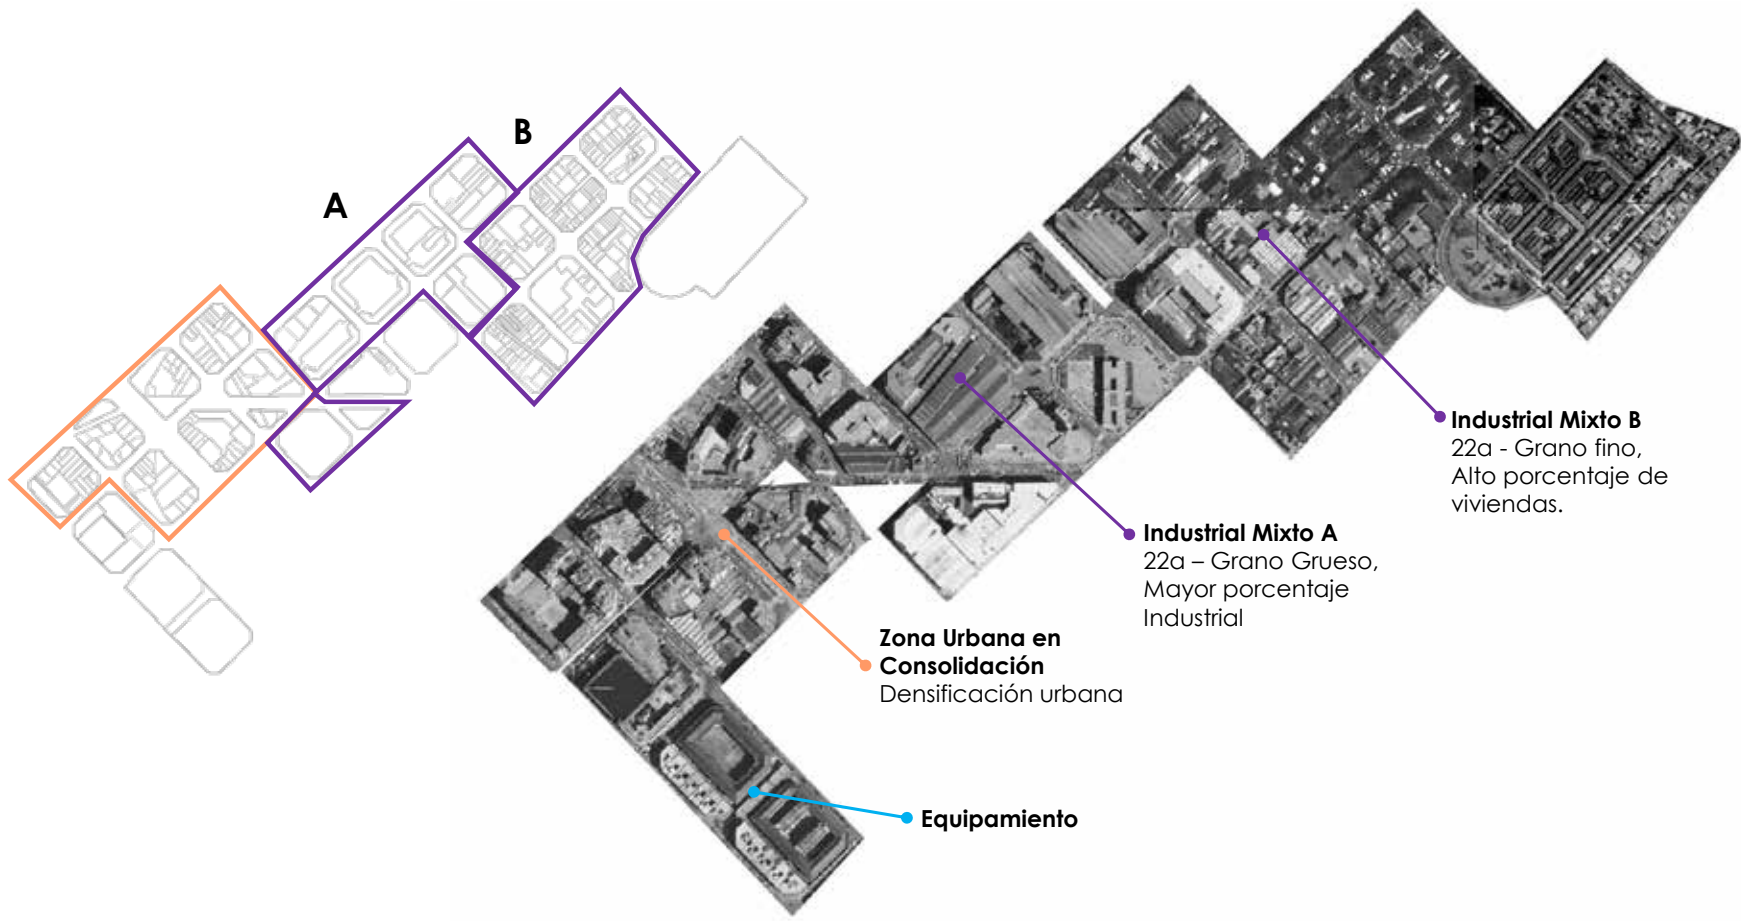 B
A
Industrial Mixto B
22a - Grano fino,
Alto porcentaje de
viviendas.
Industrial Mixto A
22a – Grano Grueso,
Mayor porcentaje
Industrial
Zona Urbana en
Consolidación
Densificación urbana
Equipamiento